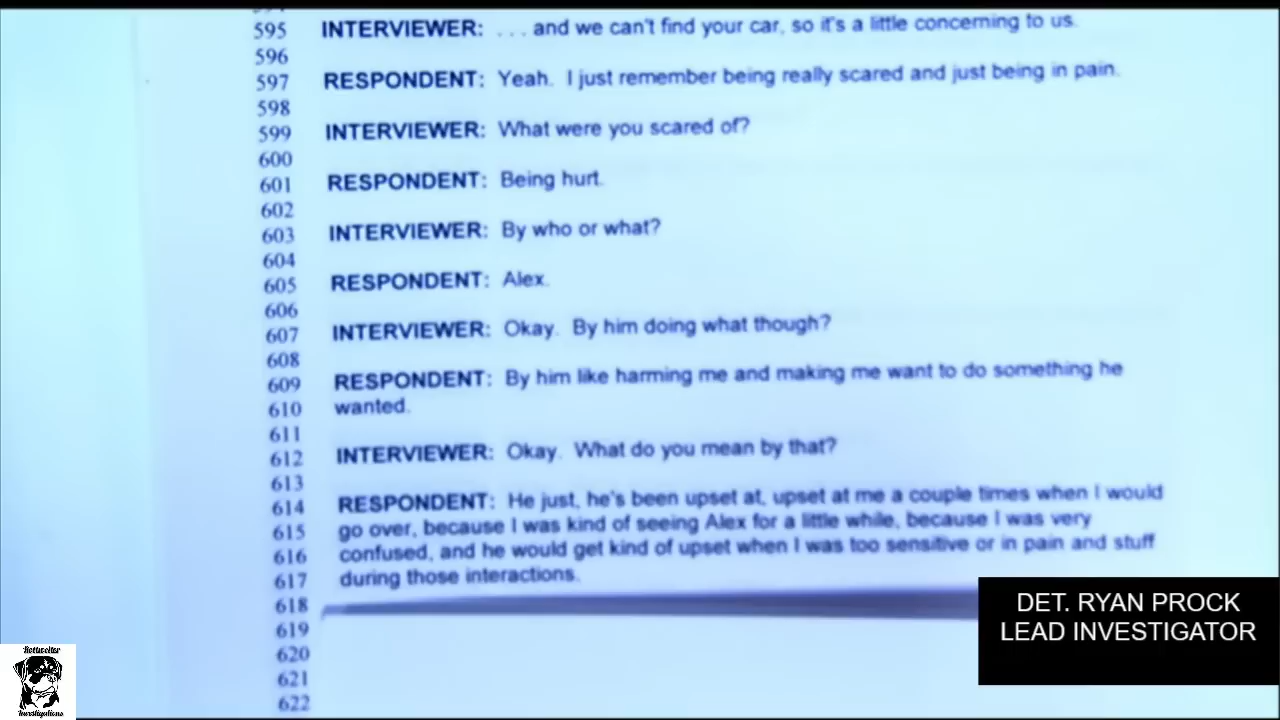 595 INTERVIEWER: . . . and we can't find your car, so it's a little concerning to us.
596
597 RESPONDENT: Yeah. I just remember being really scared and just being in pain.
598
599 INTERVIEWER: What were you scared of?
600
601 RESPONDENT: Being hurt.
602
603 INTERVIEWER: By who or what?
604
605 RESPONDENT: Alex.
606
607 INTERVIEWER: Okay. By him doing what though?
608
609 RESPONDENT: By him like harming me and making me want to do something he
610 wanted.
611
612 INTERVIEWER: Okay. What do you mean by that?
613
614 RESPONDENT: He just, he's been upset at, upset at me a couple times when I would
615 go over, because I was kind of seeing Alex for a little while, because I was very
616 confused, and he would get kind of upset when I was too sensitive or in pain and stuff
617 during those interactions.
618
619
620
621
622
DET. RYAN PROCK
LEAD INVESTIGATOR
Rottweiler
Investigations